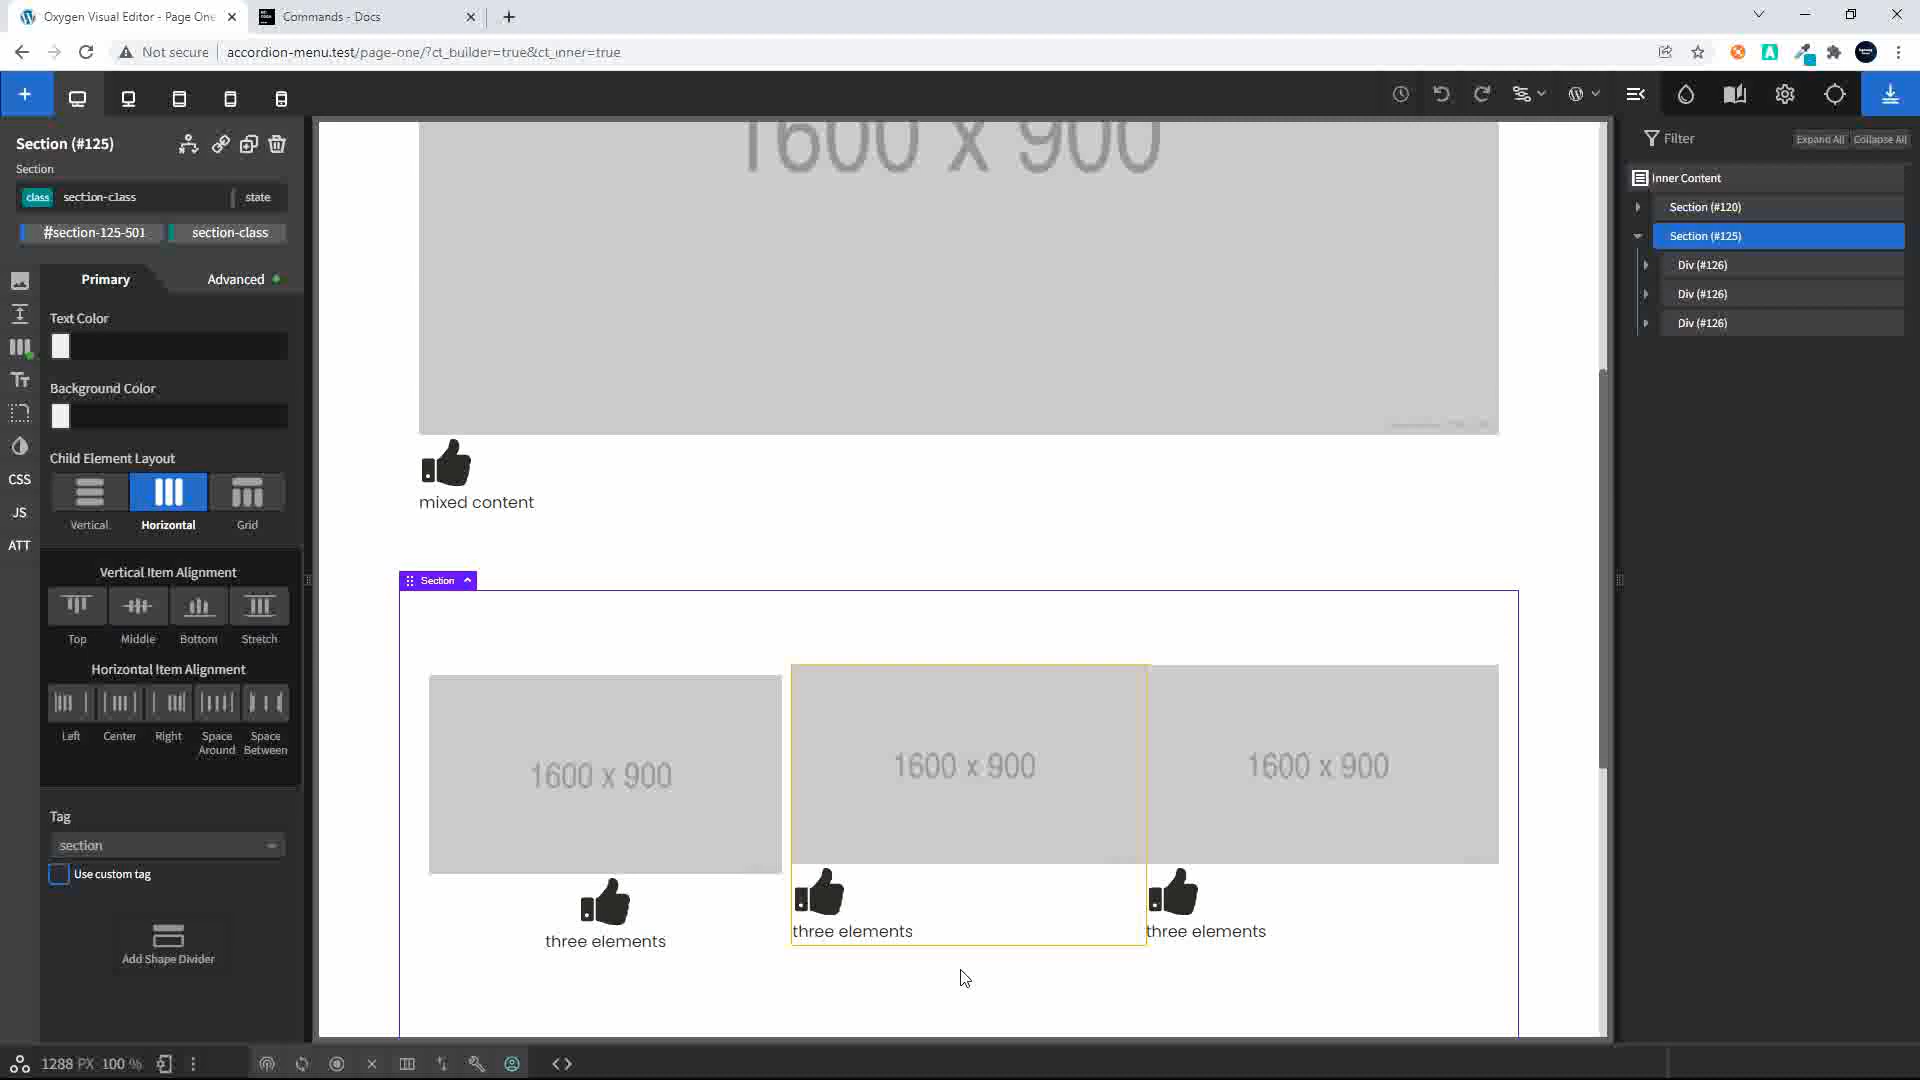 Oxygen Visual Editor - Page One
Commands - Docs
Not secure
accordion-menu.test/page-one/?ct_builder=true&ct_inner=true
Section (#125)
Section
class
section-class
state
#section-125-501
section-class
Primary
Advanced
Text Color
Background Color
Child Element Layout
Vertical
Horizontal
Grid
CSS
JS
ATT
Vertical Item Alignment
Top
Middle
Bottom
Stretch
Horizontal Item Alignment
Left
Center
Right
Space Around
Space Between
Tag
section
Use custom tag
Add Shape Divider
1288 PX 100 %
1600 x 900
mixed content
Section
1600 x 900
1600 x 900
1600 x 900
three elements
three elements
three elements
Filter
Expand All
Collapse All
Inner Content
Section (#120)
Section (#125)
Div (#126)
Div (#126)
Div (#126)